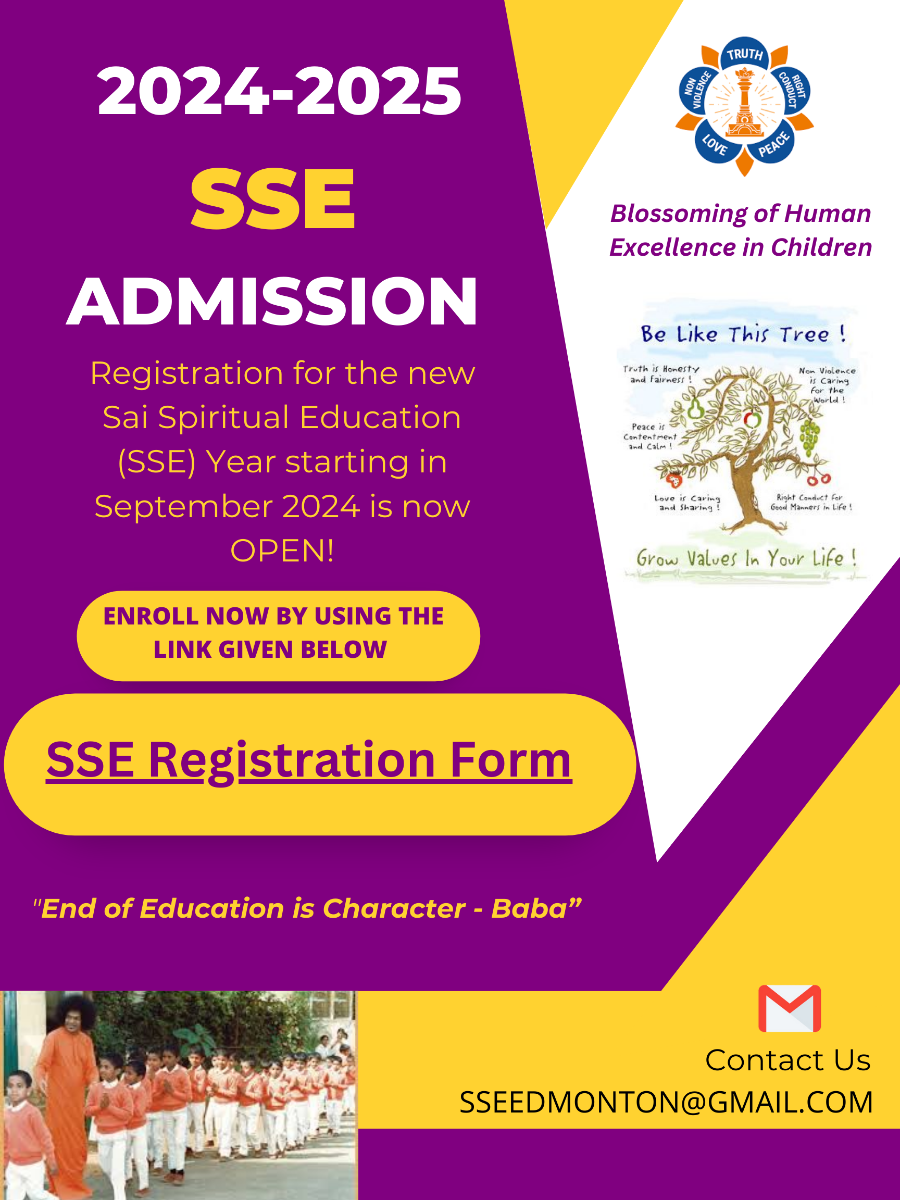 2024-2025
SSE
ADMISSION
Registration for the new
Sai Spiritual Education
(SSE) Year starting in
September 2024 is now
OPEN!
ENROLL NOW BY USING THE
LINK GIVEN BELOW
SSE Registration Form
"End of Education is Character - Baba”
TRUTH
NON
VIOLENCE
RIGHT
CONDUCT
LOVE
PEACE
Blossoming of Human
Excellence in Children
Be Like This Tree !
Truth is Honesty
and Fairness !
Non Violence
is Caring
For the
World !
Peace is
Contentment
and Calm !
Love is Caring
and Sharing !
Right Conduct for
Good Manners in Life !
Grow Values In Your Life !
Contact Us
SSEEDMONTON@GMAIL.COM